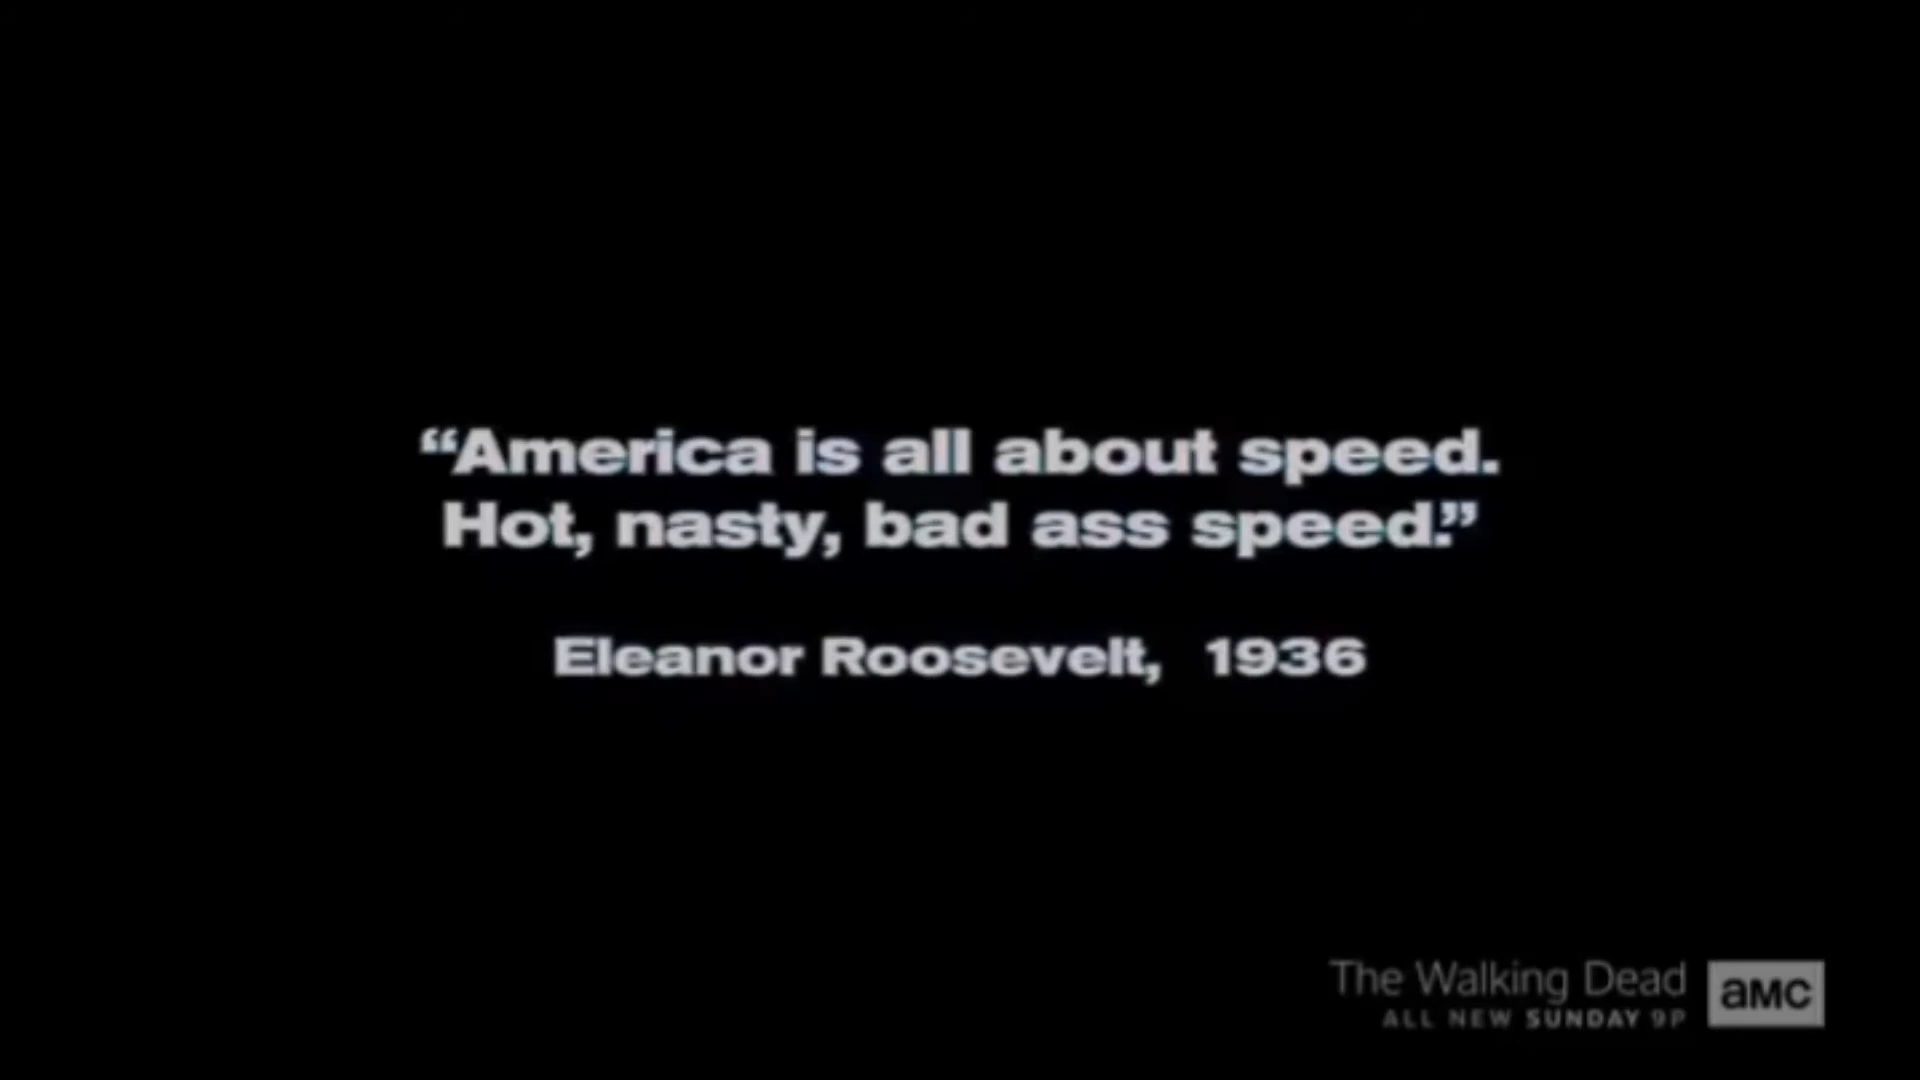 “America is all about speed.
Hot, nasty, bad ass speed.”
Eleanor Roosevelt, 1936
The Walking Dead
ALL NEW SUNDAY 9P
aMC